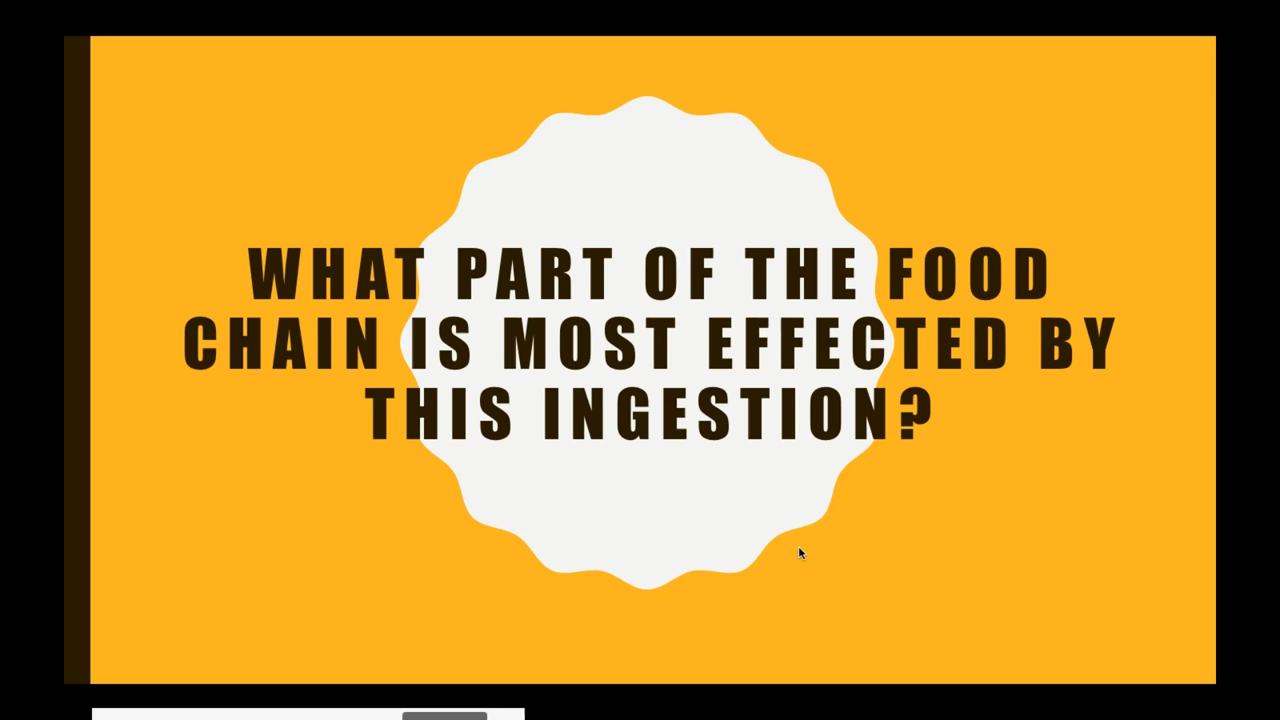 WHAT PART OF THE FOOD
CHAIN IS MOST EFFECTED BY
THIS INGESTION?